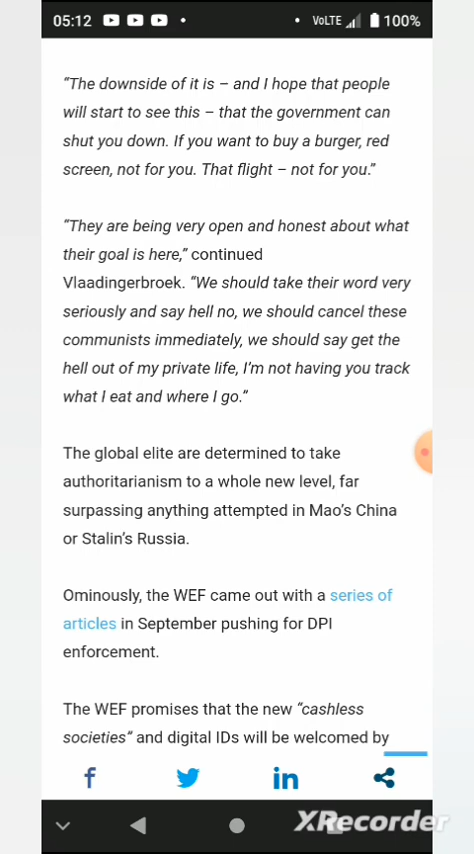 05:12
VoLTE
100%
“The downside of it is – and I hope that people
will start to see this – that the government can
shut you down. If you want to buy a burger, red
screen, not for you. That flight – not for you.”
“They are being very open and honest about what
their goal is here,” continued
Vlaadingerbroek. “We should take their word very
seriously and say hell no, we should cancel these
communists immediately, we should say get the
hell out of my private life, I’m not having you track
what I eat and where I go.”
The global elite are determined to take
authoritarianism to a whole new level, far
surpassing anything attempted in Mao’s China
or Stalin’s Russia.
Ominously, the WEF came out with a series of
articles in September pushing for DPI
enforcement.
The WEF promises that the new “cashless
societies” and digital IDs will be welcomed by
XRecorder